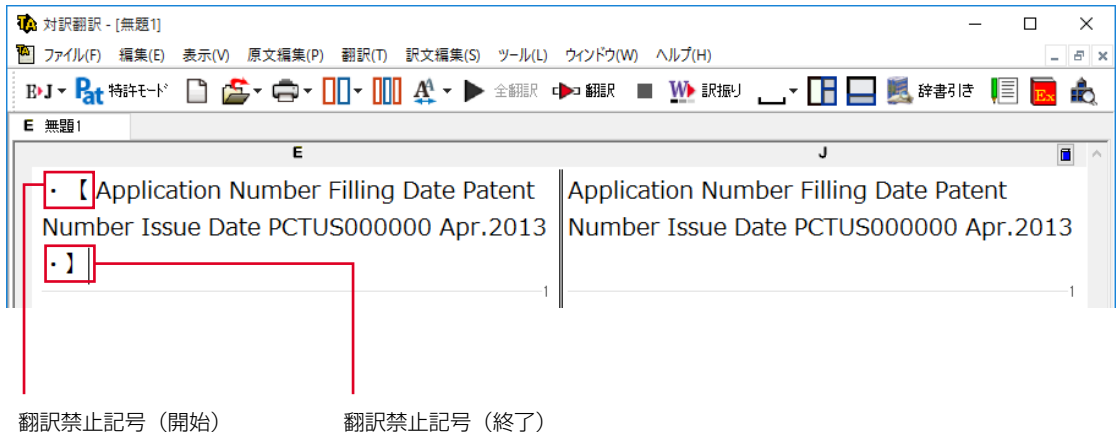 対訳翻訳 - [無題1]
ファイル(F) 編集(E) 表示(V) 原文編集(P) 翻訳(T) 訳文編集(S) ツール(L) ウィンドウ(W) ヘルプ(H)
E▸J Pat 特許モード 全翻訳 翻訳 W 訳振り 辞書引き Ex
E 無題1
E J
・【Application Number Filling Date Patent
Number Issue Date PCTUS000000 Apr.2013
・】
1
Application Number Filling Date Patent
Number Issue Date PCTUS000000 Apr.2013
1
翻訳禁止記号（開始） 翻訳禁止記号（終了）